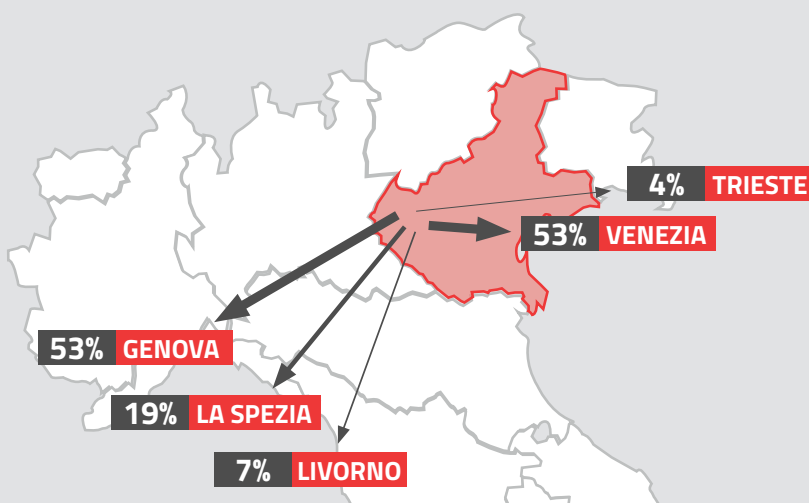 4% TRIESTE
53% VENEZIA
53% GENOVA
19% LA SPEZIA
7% LIVORNO